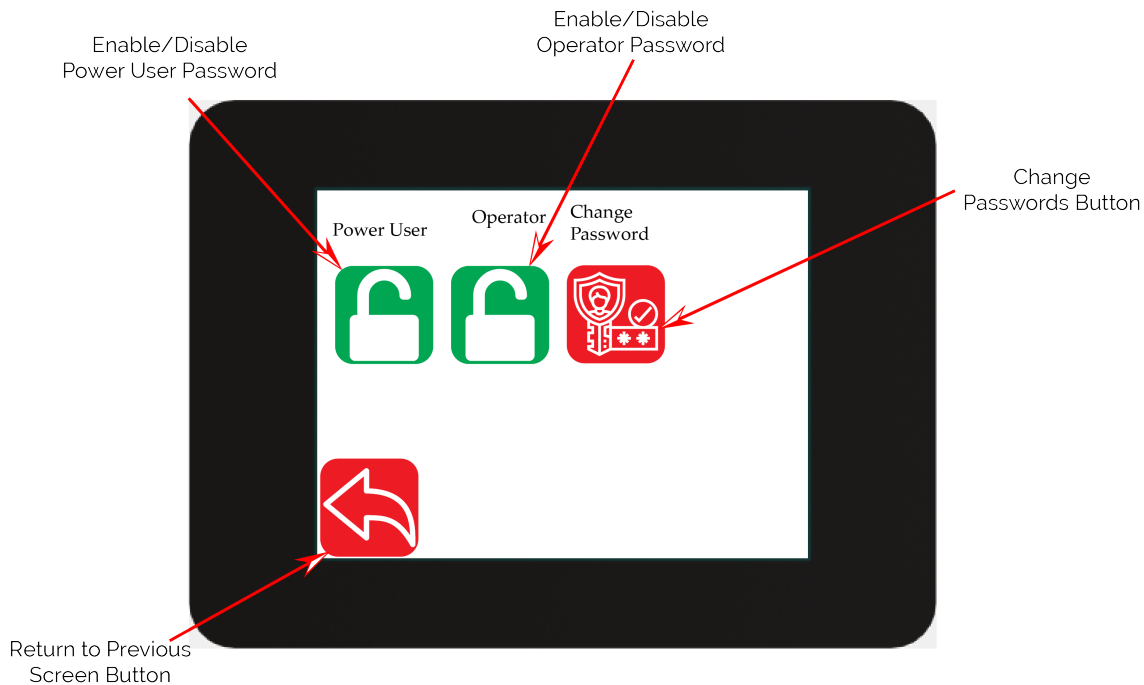 Enable/Disable
Operator Password
Enable/Disable
Power User Password
Change
Passwords Button
Power User
Operator
Change
Password
Return to Previous
Screen Button